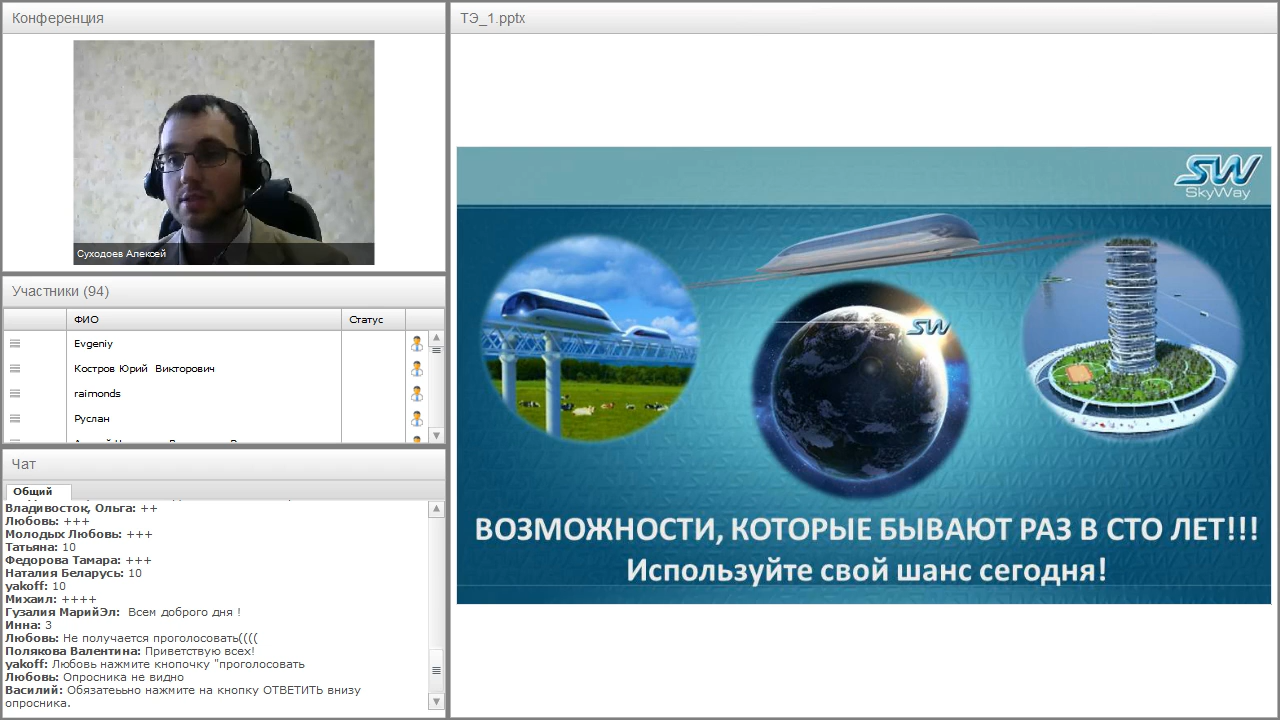 Конференция
Суходоев Алексей
Участники (94)
ФИО
Статус
Evgeniy
Костров Юрий Викторович
raimonds
Руслан
Чат
Общий
Владивосток, Ольга: ++
Любовь: +++
Молодых Любовь: +++
Татьяна: 10
Федорова Тамара: +++
Наталия Беларусь: 10
yakoff: 10
Михаил: ++++
Гузалия МарийЭл: Всем доброго дня !
Инна: 3
Любовь: Не получается проголосовать((((
Полякова Валентина: Приветствую всех!
yakoff: Любовь нажмите кнопочку "проголосовать
Любовь: Опросника не видно
Василий: Обязатеььно нажмите на кнопку ОТВЕТИТЬ внизу
опросника.
ТЭ_1.pptx
SW
SkyWay
SW
ВОЗМОЖНОСТИ, КОТОРЫЕ БЫВАЮТ РАЗ В СТО ЛЕТ!!!
Используйте свой шанс сегодня!